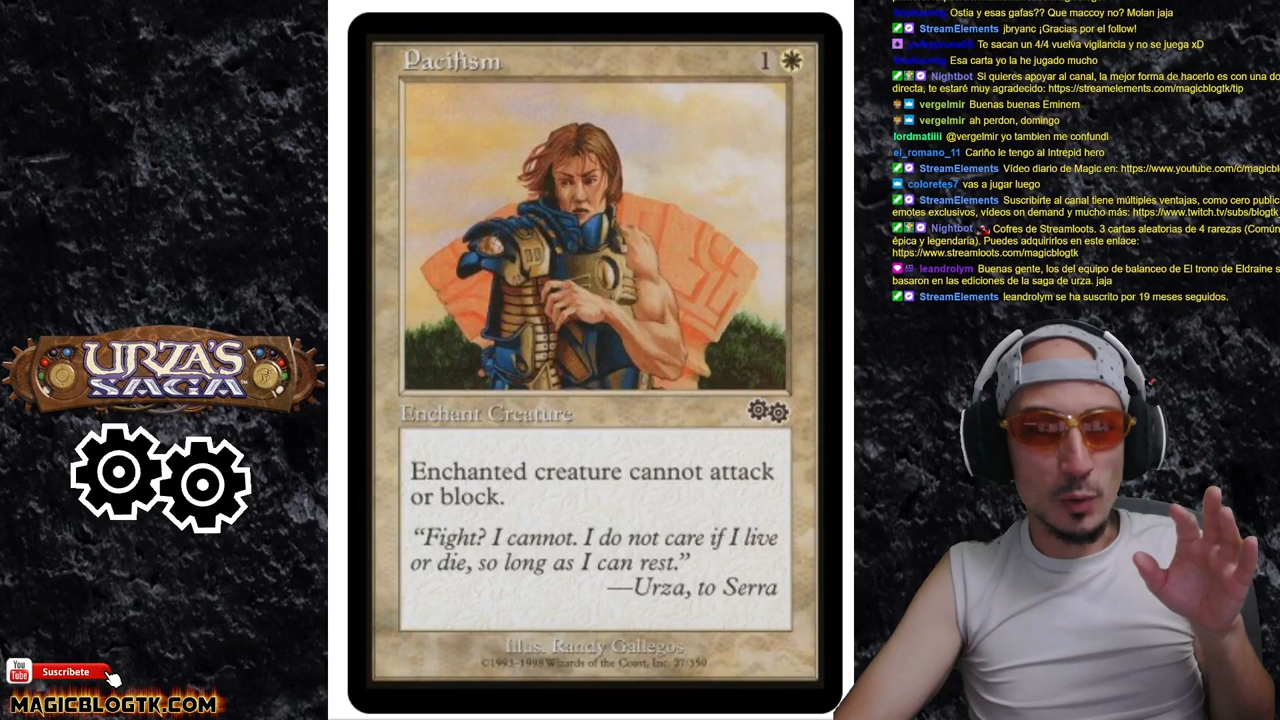 URZA'S
SAGA
You
Tube
Suscríbete
MAGICBLOGTK.COM
Pacifism
1
Enchant Creature
Enchanted creature cannot attack
or block.
“Fight? I cannot. I do not care if I live
or die, so long as I can rest.”
—Urza, to Serra
Illus. Randy Gallegos
©1993–1998 Wizards of the Coast, Inc. 27/350
Ostia y esas gafas?? Que maccoy no? Molan jaja
StreamElements jbryanc ¡Gracias por el follow!
Te sacan un 4/4 vuelva vigilancia y no se juega xD
Esa carta yo la he jugado mucho
Nightbot Si quieres apoyar al canal, la mejor forma de hacerlo es con una do
directa, te estaré muy agradecido: https://streamelements.com/magicblogtk/tip
vergelmir Buenas buenas Eminem
vergelmir ah perdon, domingo
lordmatiiii @vergelmir yo tambien me confundi
el_romano_11 Cariño le tengo al Intrepid hero
StreamElements Vídeo diario de Magic en: https://www.youtube.com/c/magicbl
coloretes7 vas a jugar luego
StreamElements Suscribirte al canal tiene múltiples ventajas, como cero public
emotes exclusivos, vídeos on demand y mucho más: https://www.twitch.tv/subs/blogtk
Nightbot Cofres de Streamloots. 3 cartas aleatorias de 4 rarezas (Común
épica y legendaria). Puedes adquirirlos en este enlace:
https://www.streamloots.com/magicblogtk
leandrolym Buenas gente, los del equipo de balanceo de El trono de Eldraine s
basaron en las ediciones de la saga de urza. jaja
StreamElements leandrolym se ha suscrito por 19 meses seguidos.